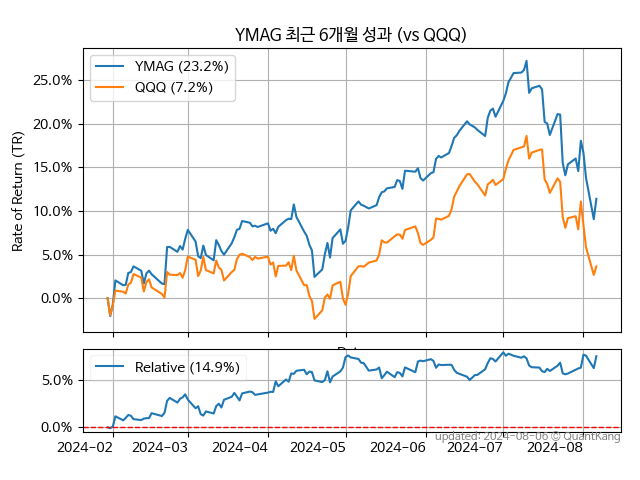 YMAG 최근 6개월 성과 (vs QQQ)
YMAG (23.2%)
QQQ (7.2%)
25.0%
20.0%
15.0%
10.0%
5.0%
0.0%
Rate of Return (TR)
Relative (14.9%)
5.0%
0.0%
2024-02 2024-03 2024-04 2024-05 2024-06 2024-07 2024-08
updated: 2024-08-06 © QuantKang